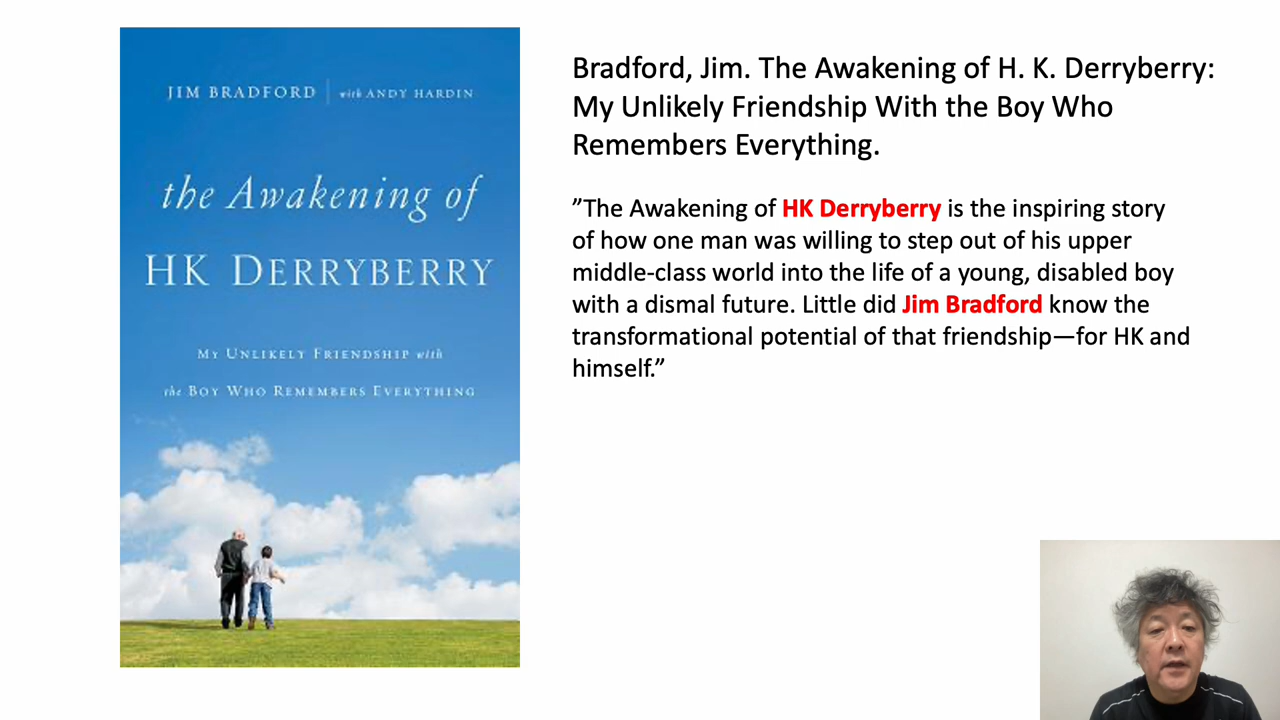 JIM BRADFORD | with ANDY HARDIN
the Awakening of
HK DERRYBERRY
MY UNLIKELY FRIENDSHIP with
the BOY WHO REMEMBERS EVERYTHING
Bradford, Jim. The Awakening of H. K. Derryberry:
My Unlikely Friendship With the Boy Who
Remembers Everything.
”The Awakening of HK Derryberry is the inspiring story
of how one man was willing to step out of his upper
middle-class world into the life of a young, disabled boy
with a dismal future. Little did Jim Bradford know the
transformational potential of that friendship—for HK and
himself.”